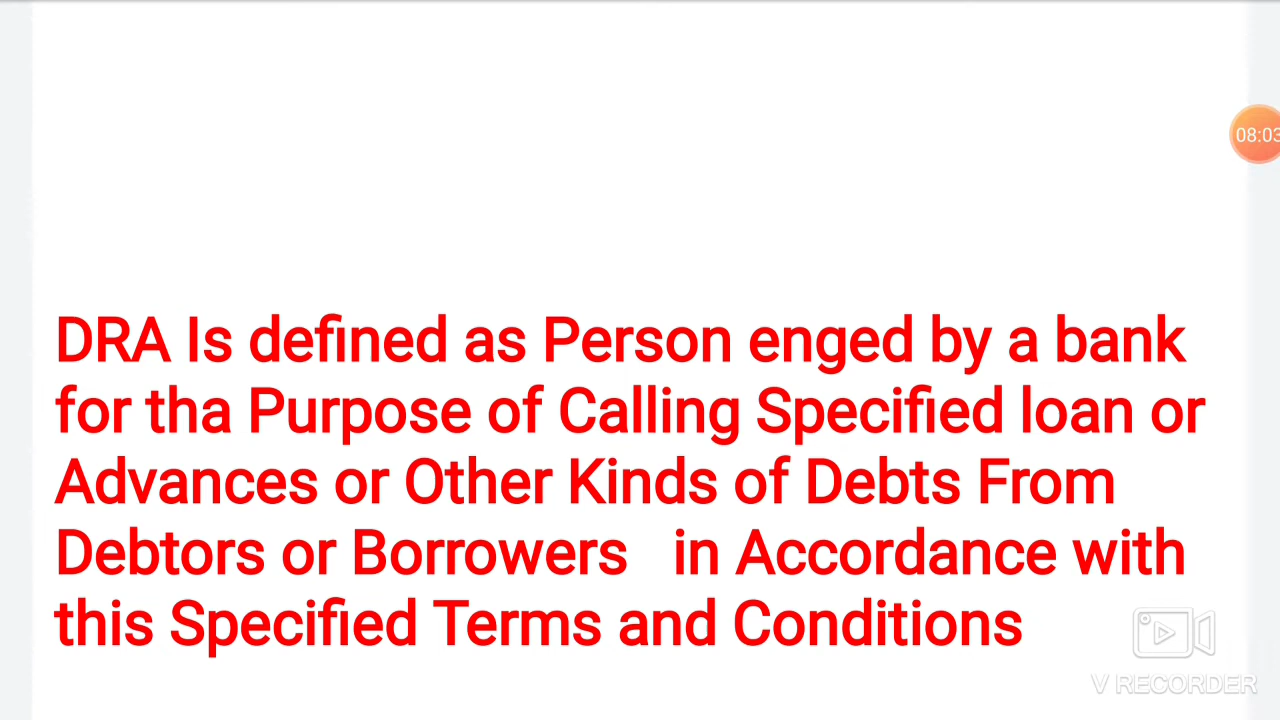 08:03
DRA Is defined as Person enged by a bank
for tha Purpose of Calling Specified loan or
Advances or Other Kinds of Debts From
Debtors or Borrowers in Accordance with
this Specified Terms and Conditions
V RECORDER